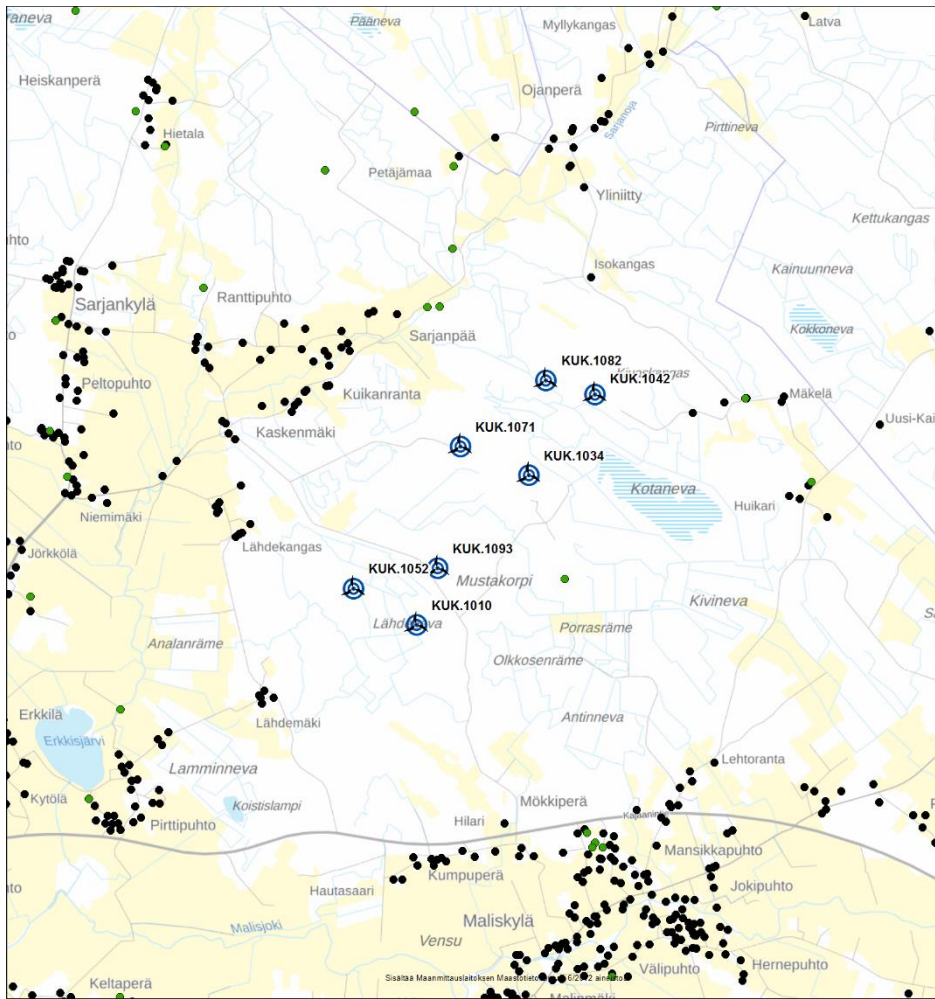 Pääneva
Myllykangas
Latva
Heiskanperä
Ojanperä
Hietala
Sarjanoja
Pirttineva
Petäjämaa
Yliniitty
Kettukangas
Isokangas
Kainuunneva
Ranttipuhto
Sarjankylä
Kokkoneva
Sarjanpää
KUK.1082
KUK.1042
Peltopuhto
Kuikanranta
Mäkelä
KUK.1071
Kaskenmäki
KUK.1034
Kotaneva
Niemimäki
Huikari
Jörkkölä
Lähdekangas
KUK.1093
KUK.1052
Mustakorpi
KUK.1010
Kivineva
Porrasräme
Analanräme
Olkkosenräme
Erkkilä
Lähdemäki
Antinneva
Erkkisjärvi
Lamminneva
Lehtoranta
Kytölä
Koistislampi
Mökkiperä
Pirttipuhto
Hilari
Mansikkapuhto
Kumpuperä
Hautasaari
Jokipuhto
Maliskylä
Malisjoki
Vensu
Välipuhto
Hernepuhto
Keltaperä
Sisältää Maanmittauslaitoksen